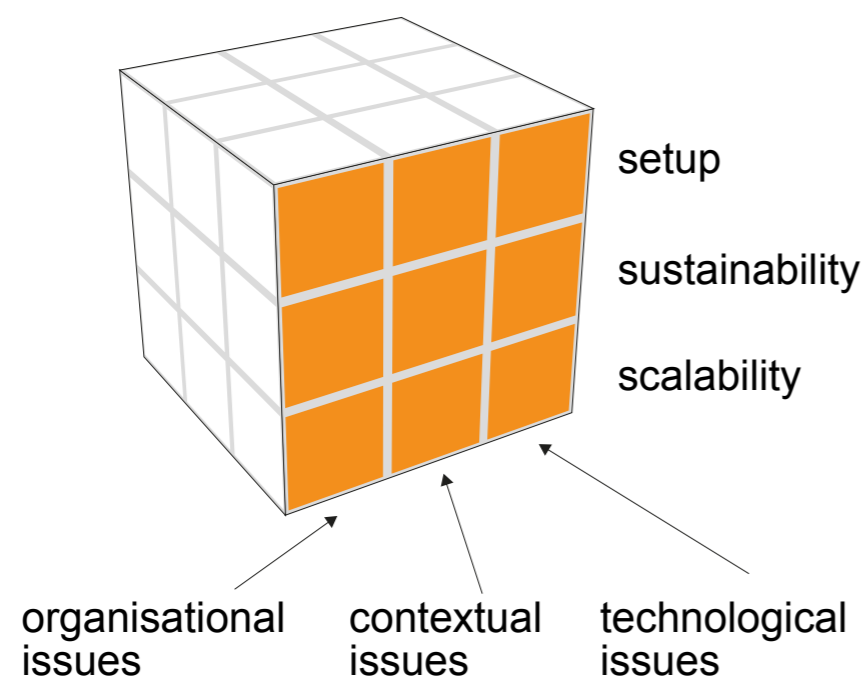 setup
sustainability
scalability
organisational
issues
contextual
issues
technological
issues